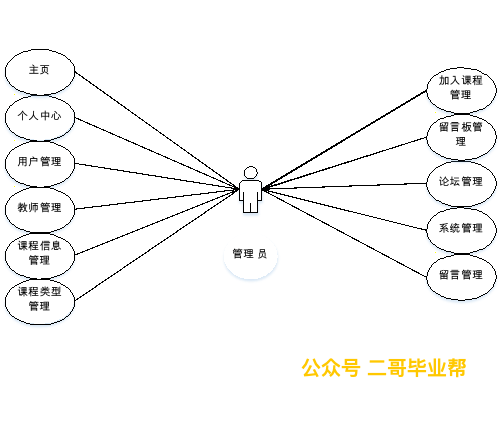 主页
个人中心
用户管理
教师管理
课程信息
管理
课程类型
管理
管理员
加入课程
管理
留言板管
理
论坛管理
系统管理
留言管理
公众号 二哥毕业帮